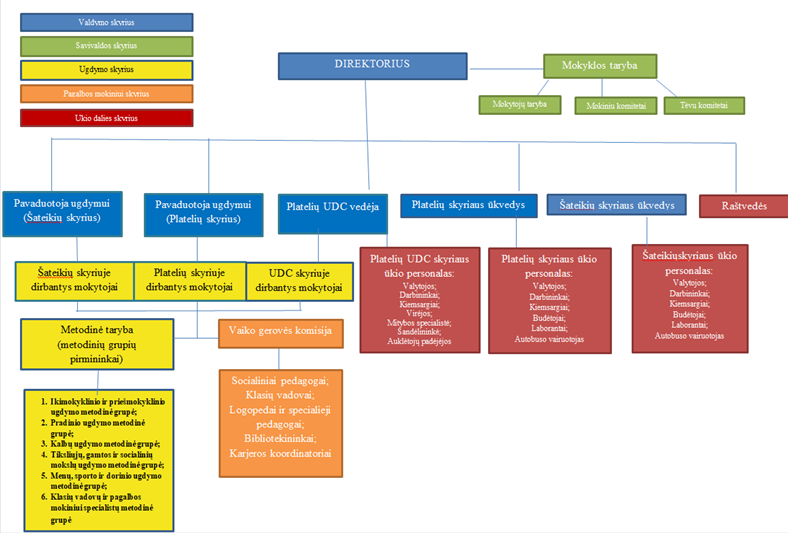 Valdymo skyrius
Savivaldos skyrius
Ugdymo skyrius
Pagalbos mokiniui skyrius
Ūkio dalies skyrius
DIREKTORIUS
Mokyklos taryba
Mokytojų taryba
Mokiniu komitetai
Tėvu komitetai
Pavaduotoja ugdymui
(Šateikių skyrius)
Pavaduotoja ugdymui
(Platelių skyrius)
Platelių UDC vedėja
Platelių skyriaus ūkvedys
Šateikių skyriaus ūkvedys
Raštvedės
Šateikių skyriuje
dirbantys mokytojai
Platelių skyriuje
dirbantys mokytojai
UDC skyriuje
dirbantys mokytojai
Platelių UDC skyriaus
ūkio personalas:
Valytojos;
Darbininkai;
Kiemsargiai;
Virėjos;
Mitybos specialistė;
Sandėlininkė;
Auklėtojų padėjėjos
Platelių skyriaus ūkio
personalas:
Valytojos;
Darbininkai;
Kiemsargiai;
Budėtojai;
Laborantai;
Autobuso vairuotojas
Šateikiųskyriaus ūkio
personalas:
Valytojos;
Darbininkai;
Kiemsargiai;
Budėtojai;
Laborantai;
Autobuso vairuotojas
Metodinė taryba
(metodinių grupių
pirmininkai)
Vaiko gerovės komisija
Socialiniai pedagogai;
Klasių vadovai;
Logopedai ir specialieji
pedagogai;
Bibliotekininkai;
Karjeros koordinatoriai
1. Ikimokyklinio ir priešmokyklinio
ugdymo metodinė grupė;
2. Pradinio ugdymo metodinė
grupė;
3. Kalbų ugdymo metodinė grupė;
4. Tiksliųjų, gamtos ir socialinių
mokslų ugdymo metodinė grupė;
5. Menų, sporto ir dorinio ugdymo
metodinė grupė;
6. Klasių vadovų ir pagalbos
mokiniui specialistų metodinė
grupė